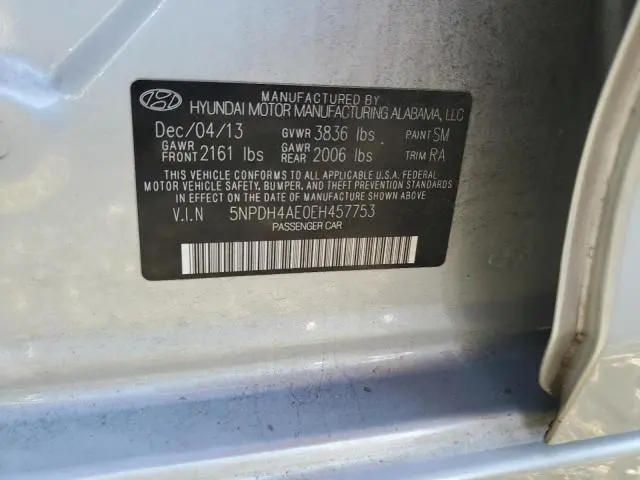 MANUFACTURED BY
HYUNDAI MOTOR MANUFACTURING ALABAMA, LLC
Dec/04/13 GVWR 3836 lbs PAINT SM
GAWR FRONT 2161 lbs GAWR REAR 2006 lbs TRIM RA
THIS VEHICLE CONFORMS TO ALL APPLICABLE U.S.A. FEDERAL
MOTOR VEHICLE SAFETY, BUMPER, AND THEFT PREVENTION
STANDARDS IN EFFECT ON THE DATE OF MANUFACTURE SHOWN ABOVE
V.I.N 5NPDH4AE0EH457753
PASSENGER CAR